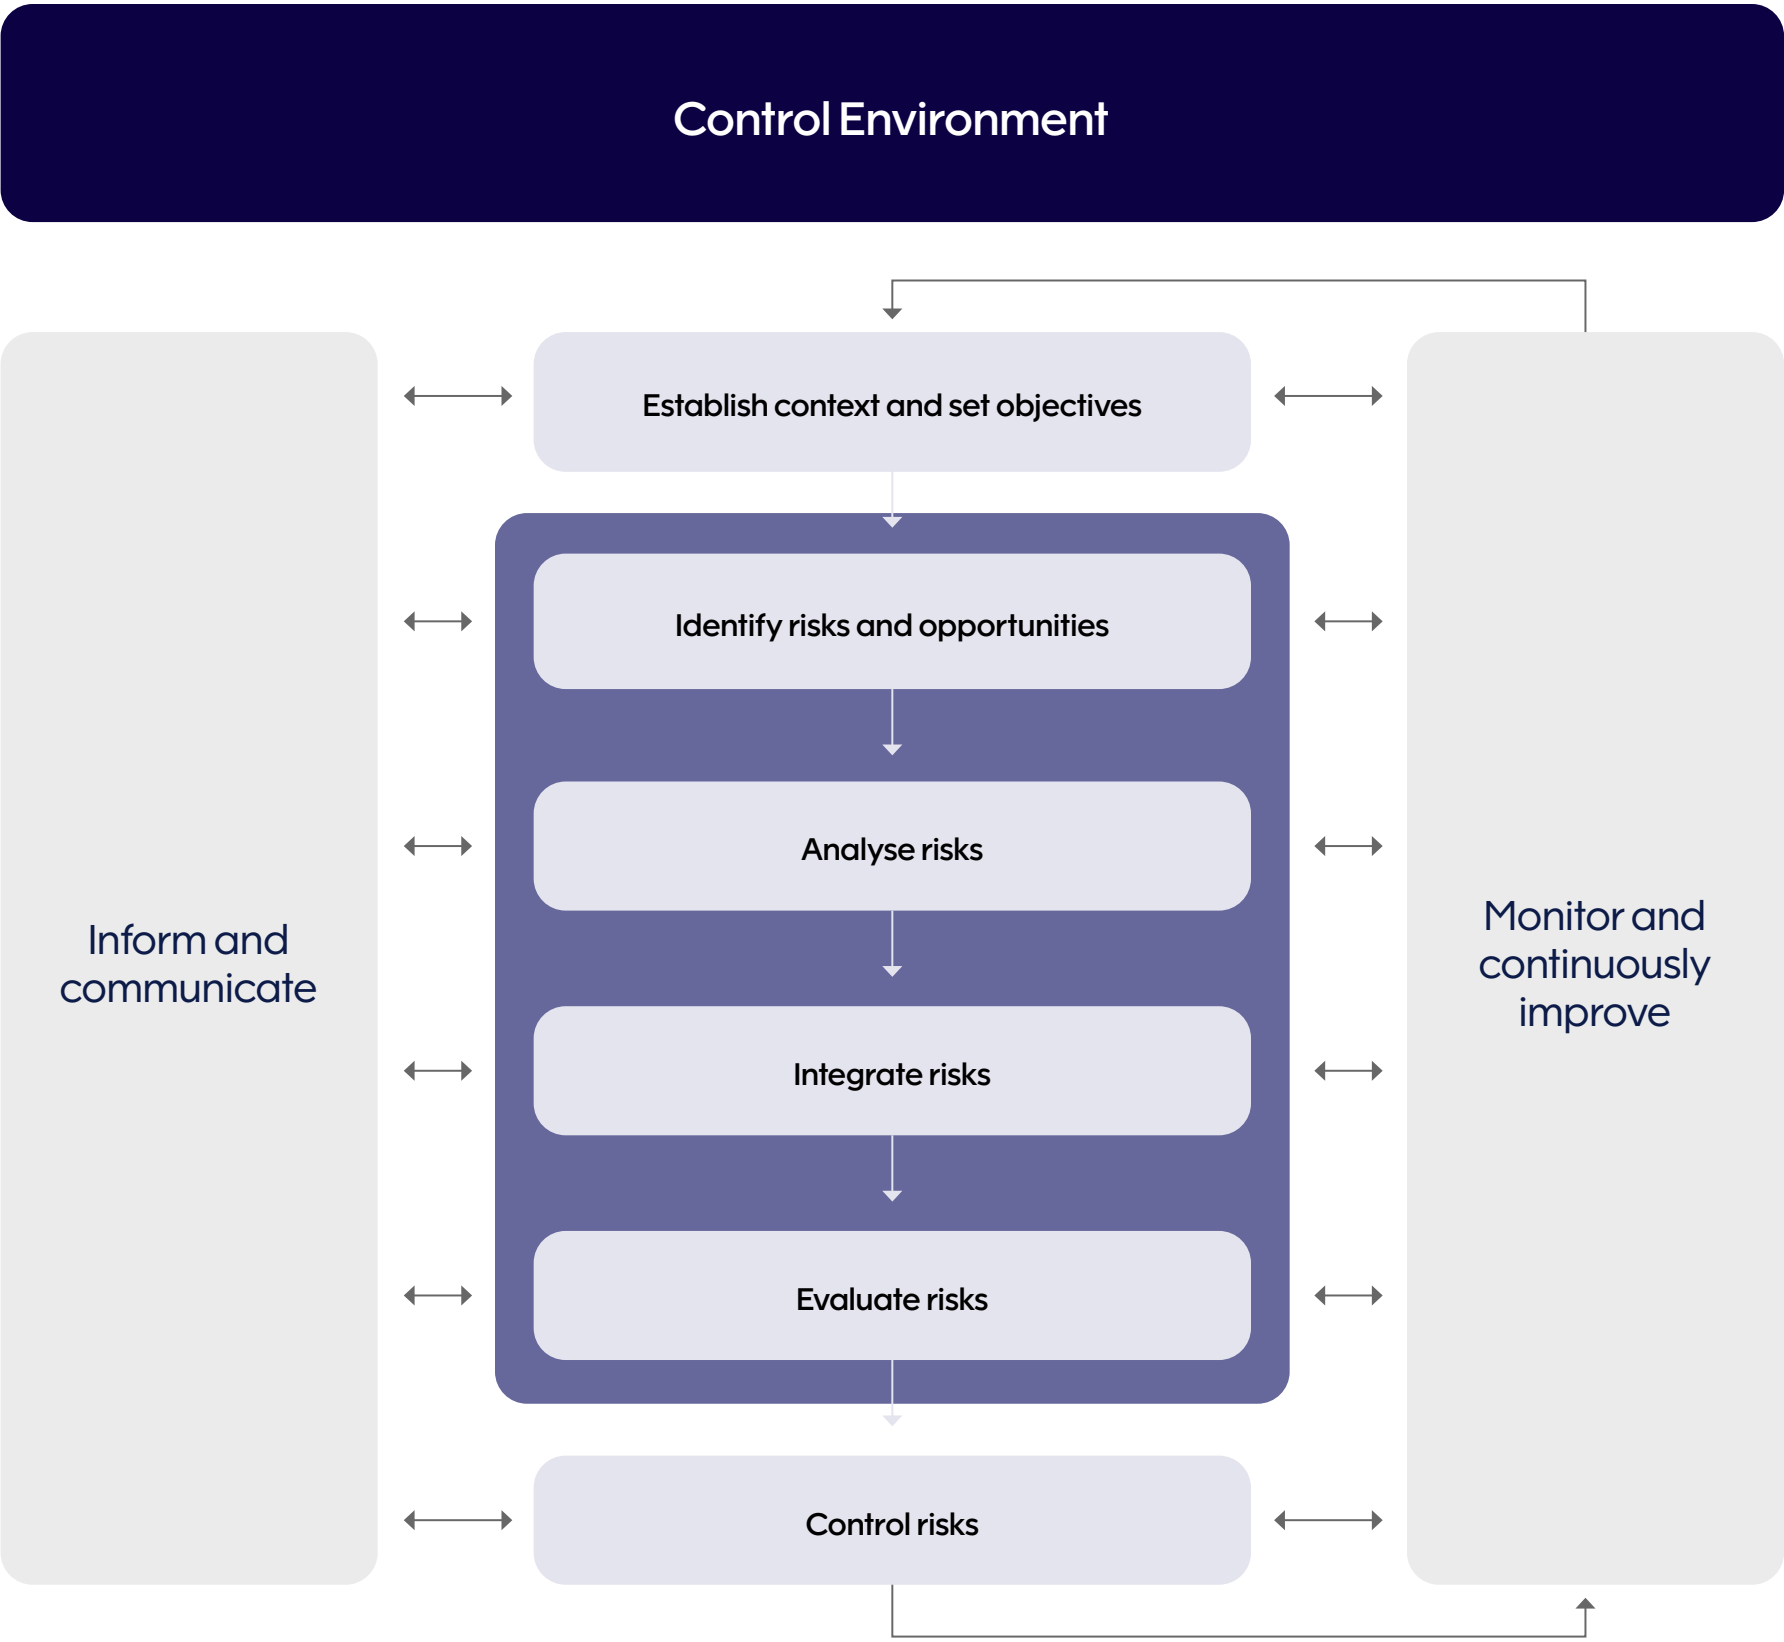 Control Environment
Establish context and set objectives
Identify risks and opportunities
Analyse risks
Integrate risks
Evaluate risks
Control risks
Inform and
communicate
Monitor and
continuously
improve